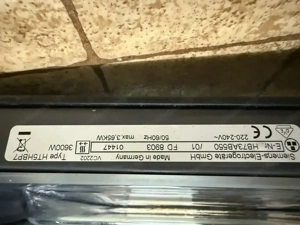 Siemens-Electrogeräte GmbH Made in Germany VC2202
E-Nr. HB73AB550 /01 FD 8903 01447
220-240V~ 50/60Hz max.3,65KW 3600W
Type HT5HBP7